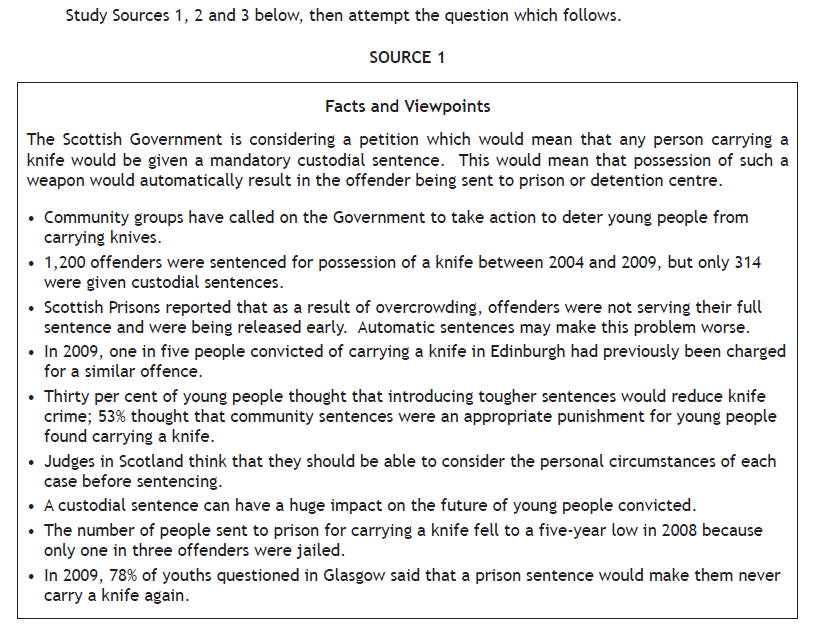 Study Sources 1, 2 and 3 below, then attempt the question which follows.
SOURCE 1
Facts and Viewpoints
The Scottish Government is considering a petition which would mean that any person carrying a
knife would be given a mandatory custodial sentence. This would mean that possession of such a
weapon would automatically result in the offender being sent to prison or detention centre.
• Community groups have called on the Government to take action to deter young people from
carrying knives.
• 1,200 offenders were sentenced for possession of a knife between 2004 and 2009, but only 314
were given custodial sentences.
• Scottish Prisons reported that as a result of overcrowding, offenders were not serving their full
sentence and were being released early. Automatic sentences may make this problem worse.
• In 2009, one in five people convicted of carrying a knife in Edinburgh had previously been charged
for a similar offence.
• Thirty per cent of young people thought that introducing tougher sentences would reduce knife
crime; 53% thought that community sentences were an appropriate punishment for young people
found carrying a knife.
• Judges in Scotland think that they should be able to consider the personal circumstances of each
case before sentencing.
• A custodial sentence can have a huge impact on the future of young people convicted.
• The number of people sent to prison for carrying a knife fell to a five-year low in 2008 because
only one in three offenders were jailed.
• In 2009, 78% of youths questioned in Glasgow said that a prison sentence would make them never
carry a knife again.